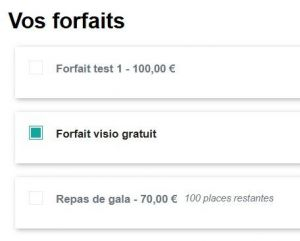 Vos forfaits
Forfait test 1 - 100,00 €
Forfait visio gratuit
Repas de gala - 70,00 € 100 places restantes